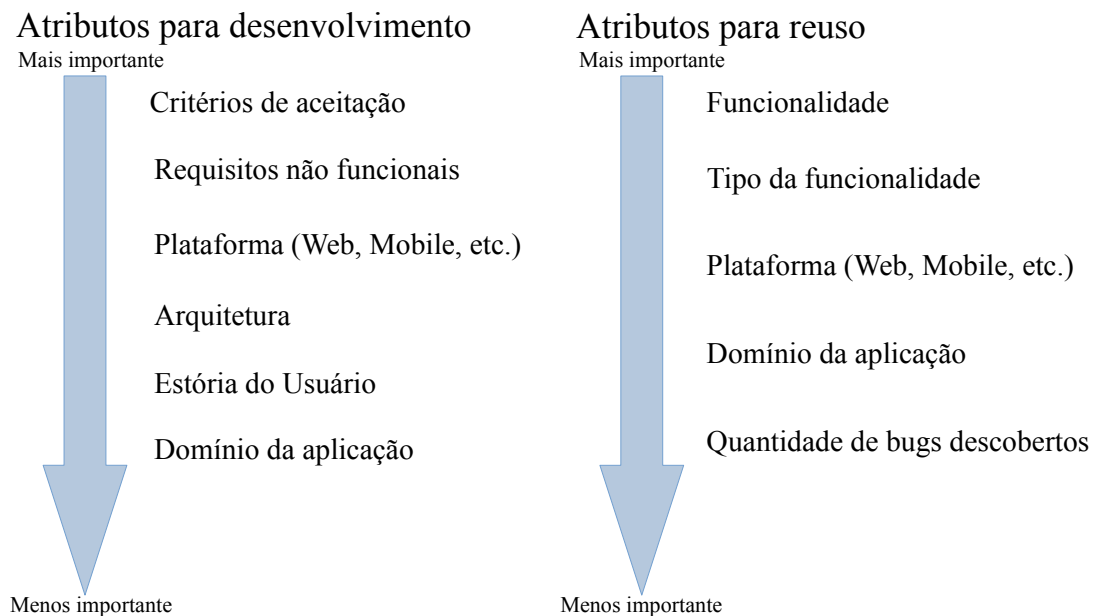 Atributos para desenvolvimento
Mais importante
Critérios de aceitação
Requisitos não funcionais
Plataforma (Web, Mobile, etc.)
Arquitetura
Estória do Usuário
Domínio da aplicação
Menos importante
Atributos para reuso
Mais importante
Funcionalidade
Tipo da funcionalidade
Plataforma (Web, Mobile, etc.)
Domínio da aplicação
Quantidade de bugs descobertos
Menos importante